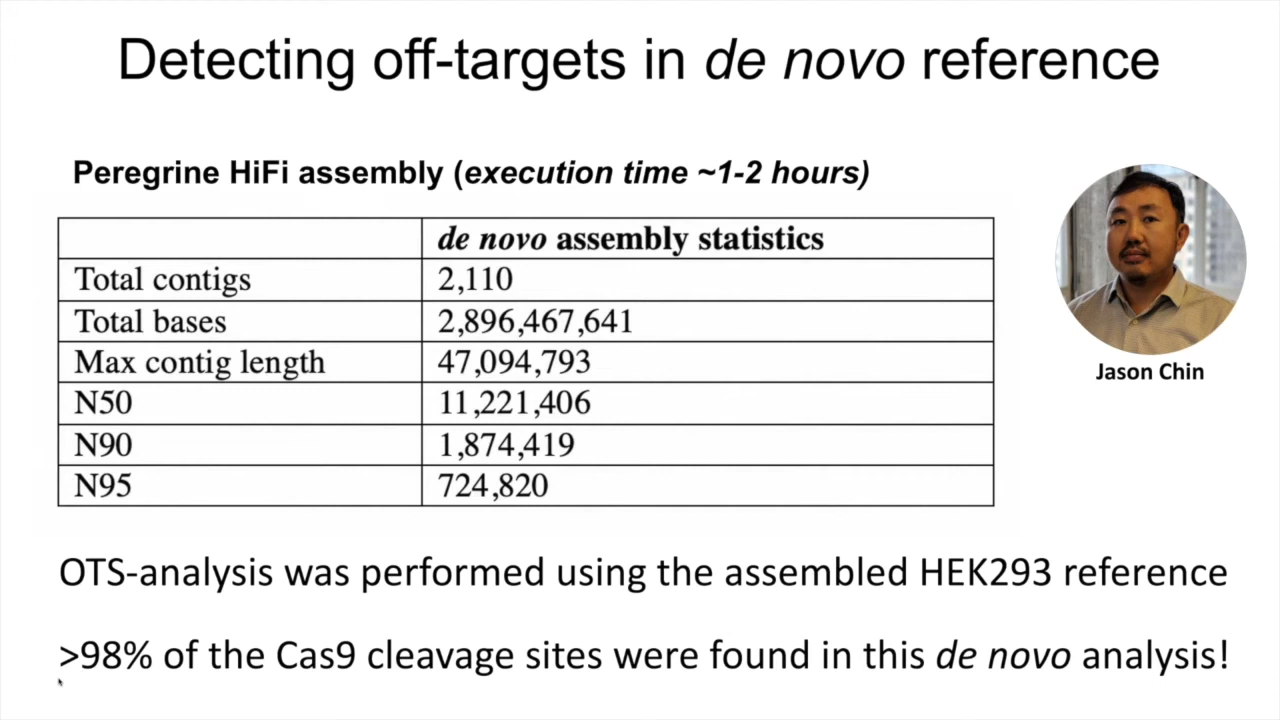 Detecting off-targets in de novo reference
Peregrine HiFi assembly (execution time ~1-2 hours)
de novo assembly statistics
Total contigs 2,110
Total bases 2,896,467,641
Max contig length 47,094,793
N50 11,221,406
N90 1,874,419
N95 724,820
Jason Chin
OTS-analysis was performed using the assembled HEK293 reference
>98% of the Cas9 cleavage sites were found in this de novo analysis!